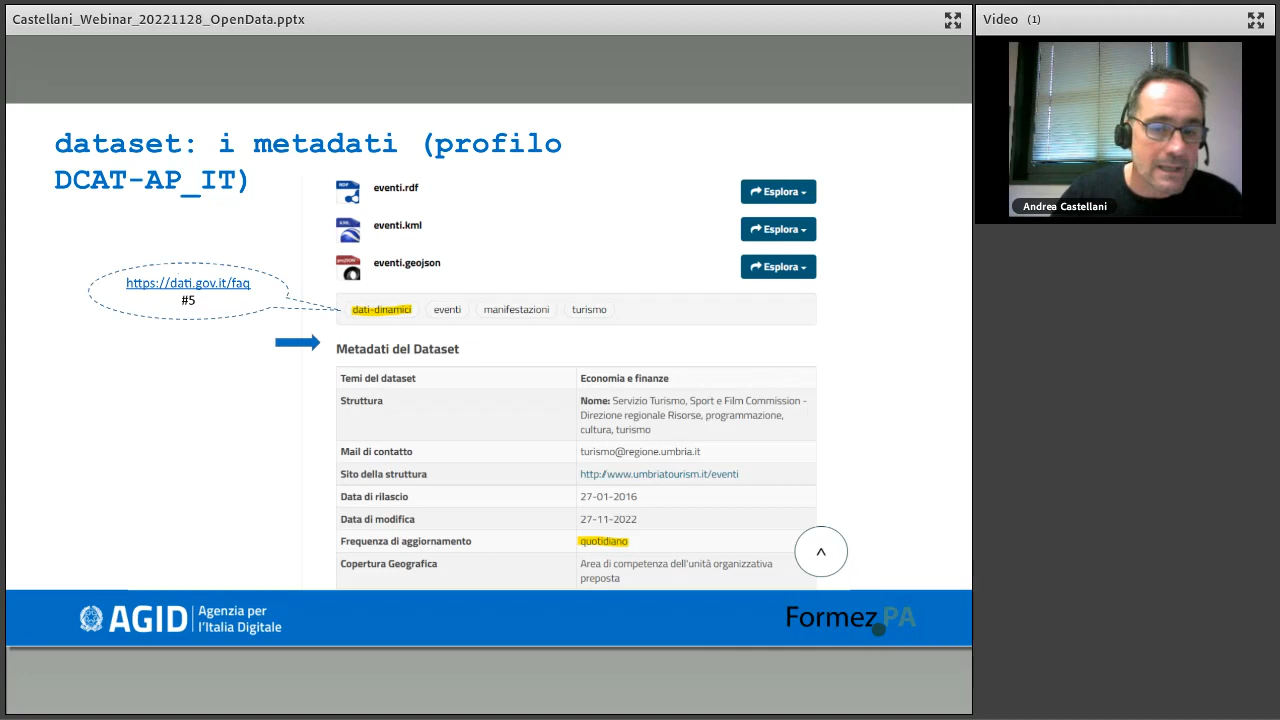 Castellani_Webinar_20221128_OpenData.pptx
Video (1)
Andrea Castellani
dataset: i metadati (profilo
DCAT-AP_IT)
RDF
eventi.rdf
Esplora
KML
eventi.kml
Esplora
geoJSON
eventi.geojson
Esplora
https://dati.gov.it/faq
#5
dati-dinamici eventi manifestazioni turismo
Metadati del Dataset
Temi del dataset Economia e finanze
Struttura Nome: Servizio Turismo, Sport e Film Commission -
Direzione regionale Risorse, programmazione,
cultura, turismo
Mail di contatto turismo@regione.umbria.it
Sito della struttura http://www.umbriatourism.it/eventi
Data di rilascio 27-01-2016
Data di modifica 27-11-2022
Frequenza di aggiornamento quotidiano
Copertura Geografica Area di competenza dell'unità organizzativa
preposta
AGID Agenzia per
l'Italia Digitale
Formez PA